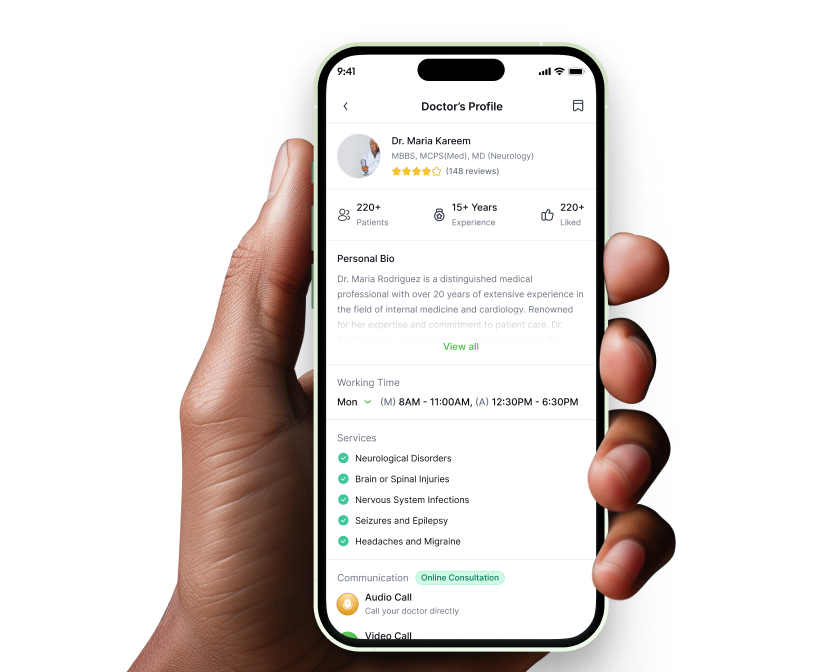 9:41
Doctor's Profile
Dr. Maria Kareem
MBBS, MCPS(Med), MD (Neurology)
(148 reviews)
220+
Patients
15+ Years
Experience
220+
Liked
Personal Bio
Dr. Maria Rodriguez is a distinguished medical
professional with over 20 years of extensive experience in
the field of internal medicine and cardiology. Renowned
for her expertise and commitment to patient care, Dr.
View all
Working Time
Mon (M) 8AM - 11:00AM, (A) 12:30PM - 6:30PM
Services
Neurological Disorders
Brain or Spinal Injuries
Nervous System Infections
Seizures and Epilepsy
Headaches and Migraine
Communication Online Consultation
Audio Call
Call your doctor directly
Video Call